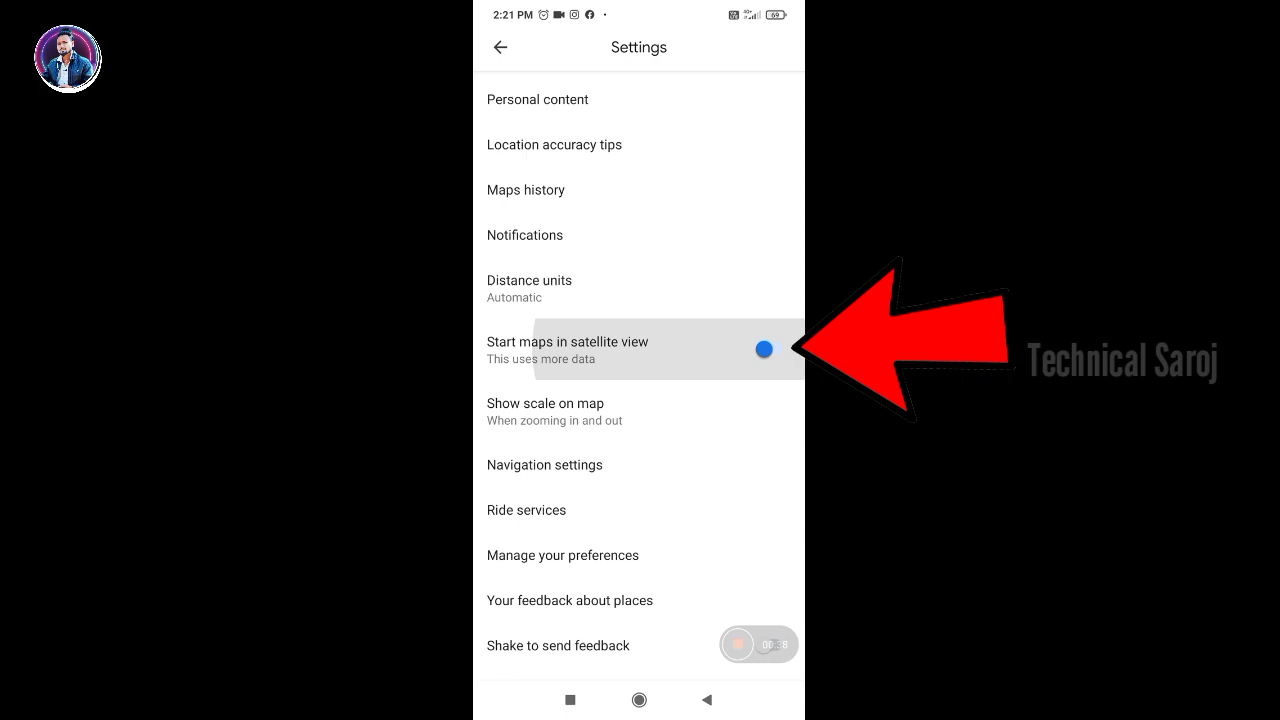 2:21 PM
69
Settings
Personal content
Location accuracy tips
Maps history
Notifications
Distance units
Automatic
Start maps in satellite view
This uses more data
Technical Saroj
Show scale on map
When zooming in and out
Navigation settings
Ride services
Manage your preferences
Your feedback about places
Shake to send feedback